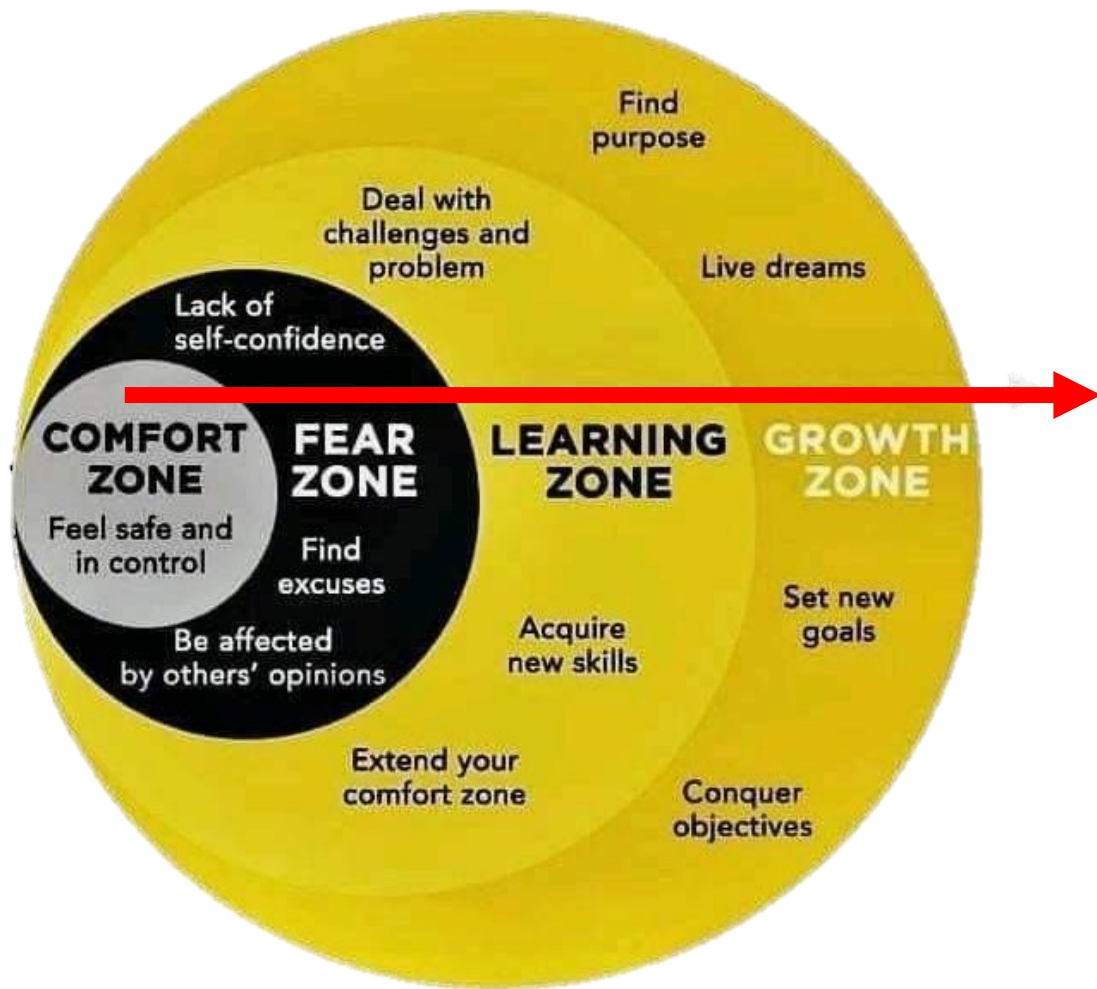 Find
purpose
Deal with
challenges and
problem
Live dreams
Lack of
self-confidence
COMFORT
ZONE
Feel safe and
in control
FEAR
ZONE
Find
excuses
Be affected
by others' opinions
LEARNING
ZONE
Acquire
new skills
Extend your
comfort zone
GROWTH
ZONE
Set new
goals
Conquer
objectives